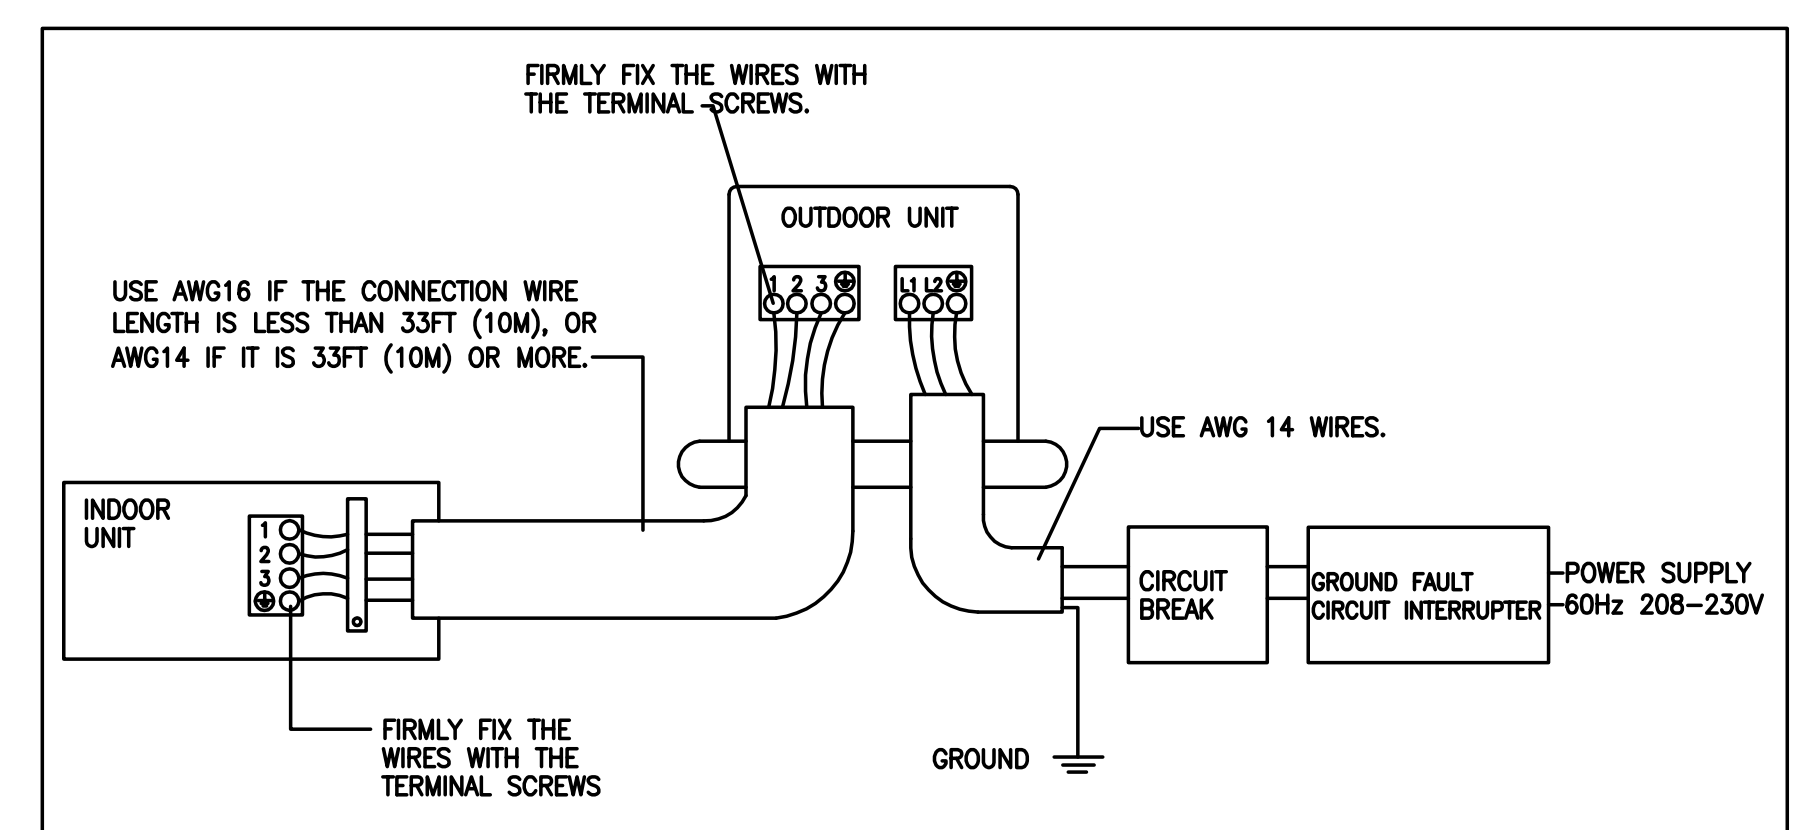 FIRMLY FIX THE WIRES WITH
THE TERMINAL SCREWS.
OUTDOOR UNIT
1 2 3
L1 L2
USE AWG16 IF THE CONNECTION WIRE
LENGTH IS LESS THAN 33FT (10M), OR
AWG14 IF IT IS 33FT (10M) OR MORE.
USE AWG 14 WIRES.
INDOOR
UNIT
1
2
3
CIRCUIT
BREAK
GROUND FAULT
CIRCUIT INTERRUPTER
POWER SUPPLY
60Hz 208-230V
FIRMLY FIX THE
WIRES WITH THE
TERMINAL SCREWS
GROUND